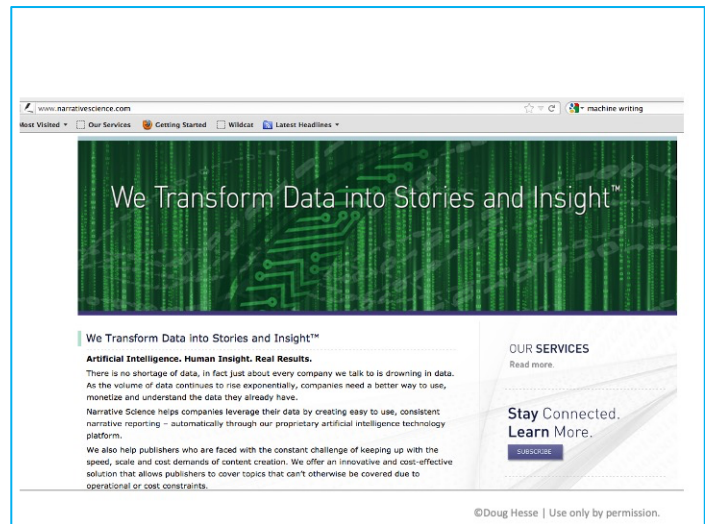 www.narrativescience.com
machine writing
Most Visited
Our Services
Getting Started
Wildcat
Latest Headlines
We Transform Data into Stories and Insight™
We Transform Data into Stories and Insight™
Artificial Intelligence. Human Insight. Real Results.
There is no shortage of data, in fact just about every company we talk to is drowning in data.
As the volume of data continues to rise exponentially, companies need a better way to use,
monetize and understand the data they already have.
Narrative Science helps companies leverage their data by creating easy to use, consistent
narrative reporting – automatically through our proprietary artificial intelligence technology
platform.
We also help publishers who are faced with the constant challenge of keeping up with the
speed, scale and cost demands of content creation. We offer an innovative and cost-effective
solution that allows publishers to cover topics that can't otherwise be covered due to
operational or cost constraints.
OUR SERVICES
Read more.
Stay Connected.
Learn More.
SUBSCRIBE
©Doug Hesse | Use only by permission.